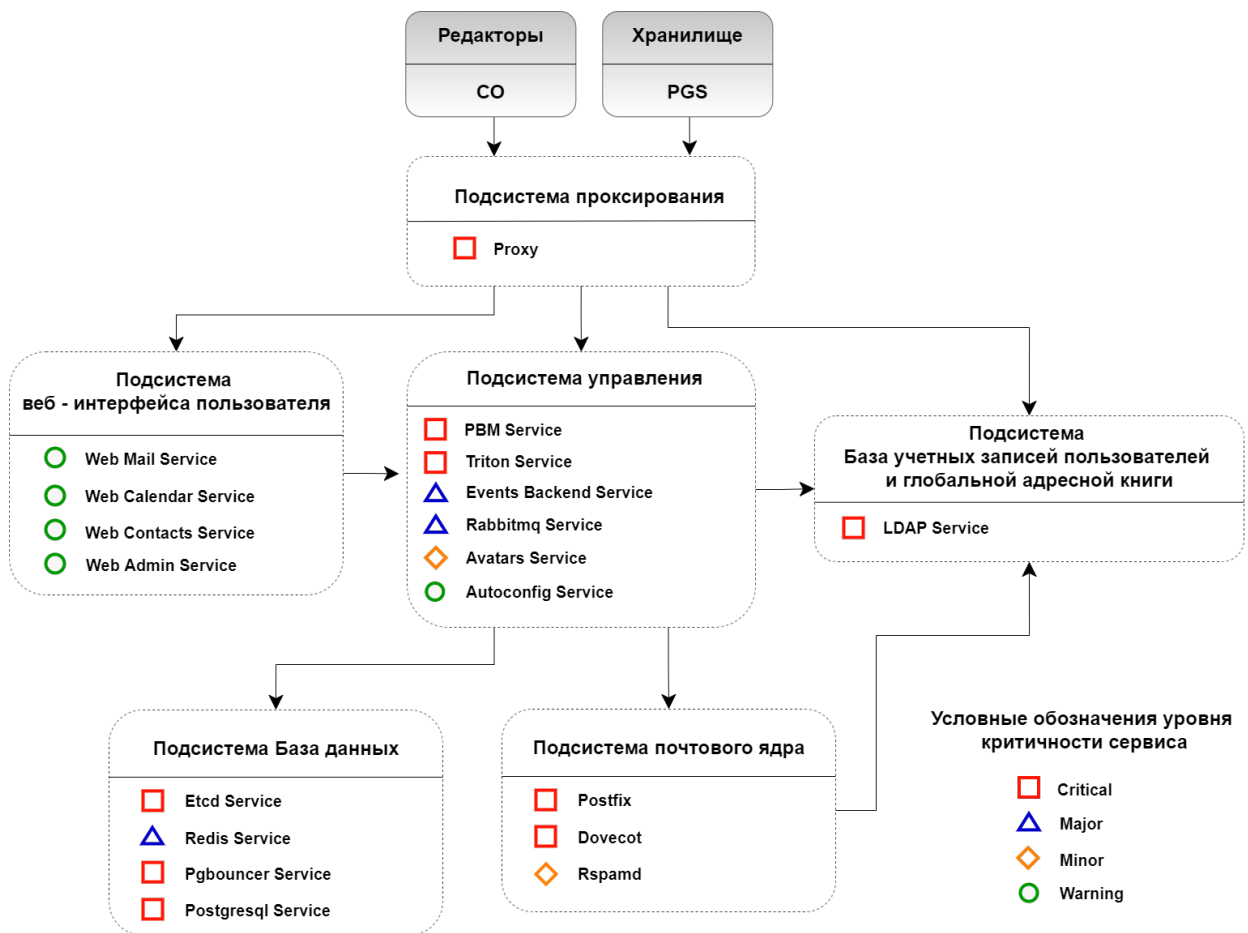 Редакторы
CO
Хранилище
PGS
Подсистема проксирования
Proxy
Подсистема
веб - интерфейса пользователя
Web Mail Service
Web Calendar Service
Web Contacts Service
Web Admin Service
Подсистема управления
PBM Service
Triton Service
Events Backend Service
Rabbitmq Service
Avatars Service
Autoconfig Service
Подсистема
База учетных записей пользователей
и глобальной адресной книги
LDAP Service
Подсистема База данных
Etcd Service
Redis Service
Pgbouncer Service
Postgresql Service
Подсистема почтового ядра
Postfix
Dovecot
Rspamd
Условные обозначения уровня
критичности сервиса
Critical
Major
Minor
Warning